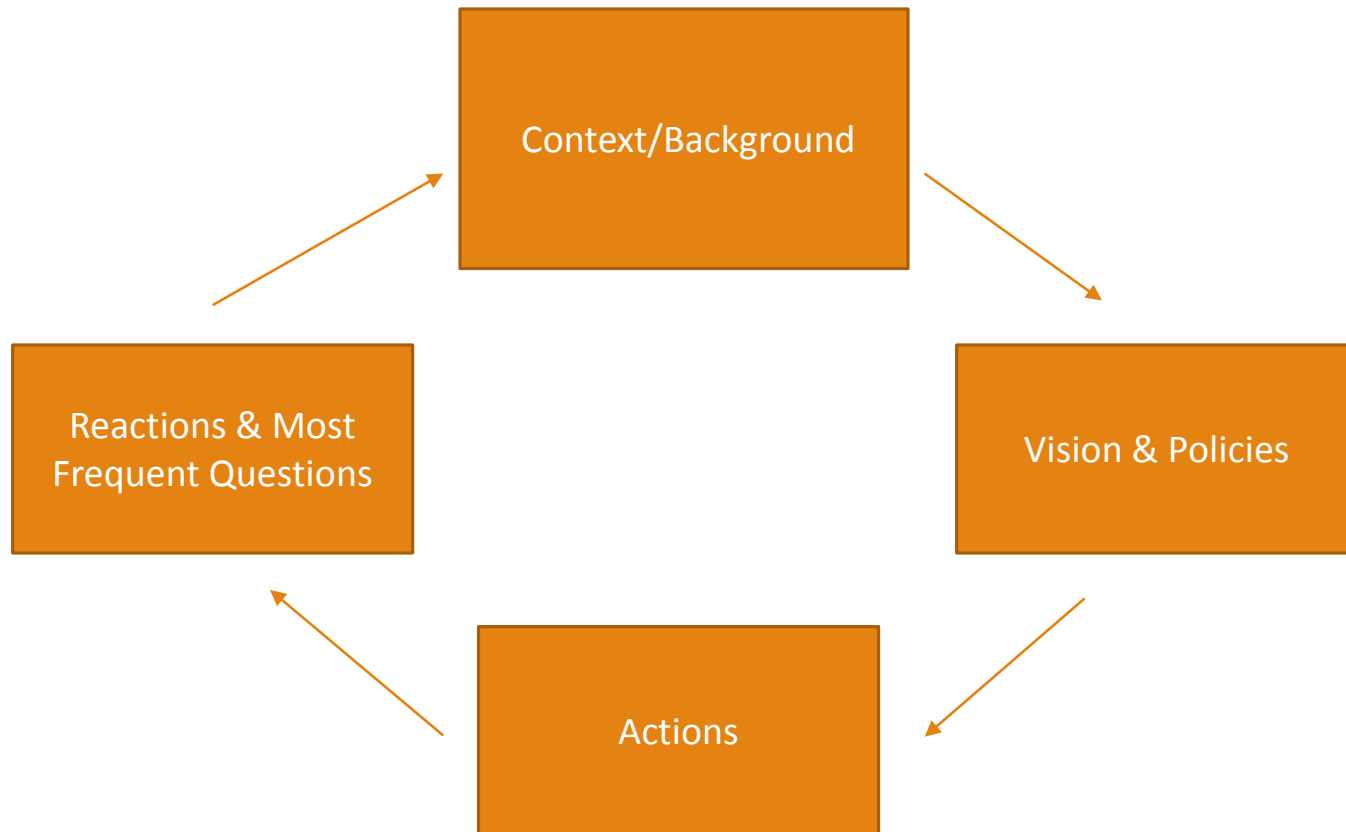 Context/Background
Reactions & Most
Frequent Questions
Vision & Policies
Actions